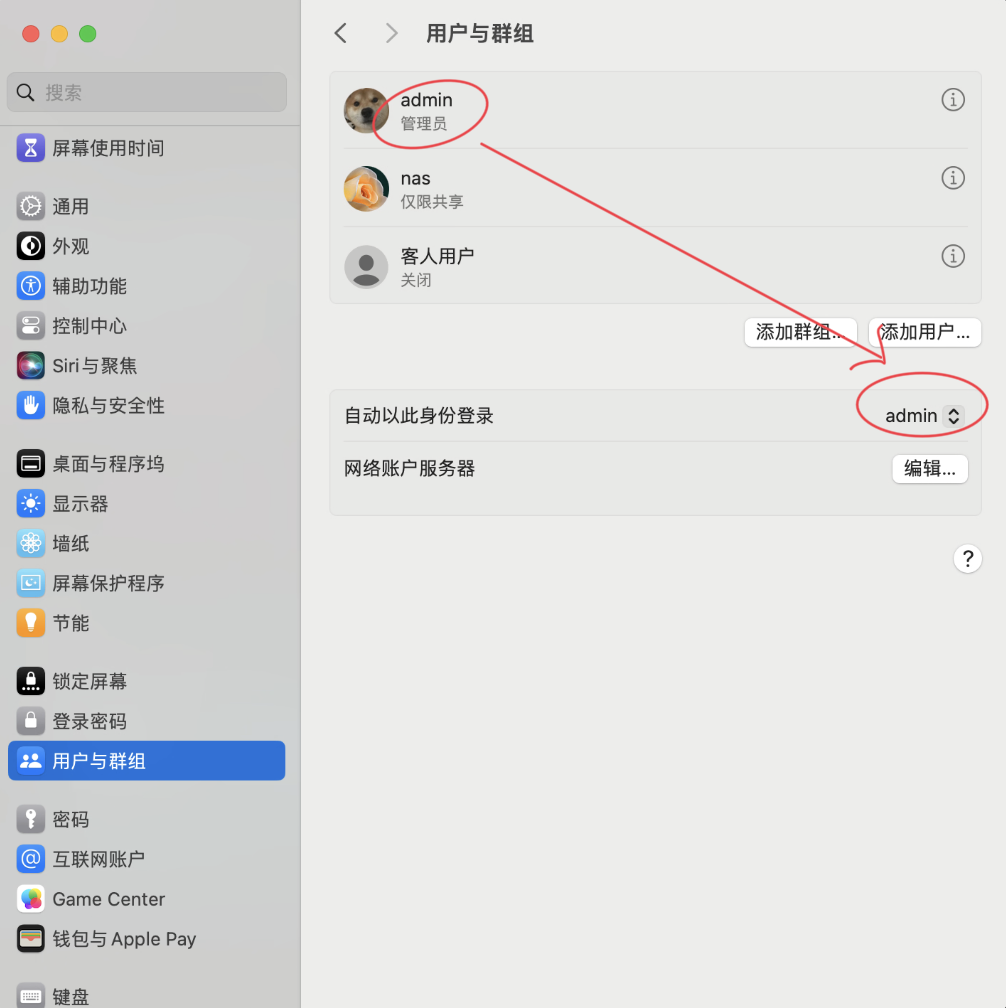 搜索
屏幕使用时间
通用
外观
辅助功能
控制中心
Siri与聚焦
隐私与安全性
桌面与程序坞
显示器
墙纸
屏幕保护程序
节能
锁定屏幕
登录密码
用户与群组
密码
互联网账户
Game Center
钱包与 Apple Pay
键盘
用户与群组
admin
管理员
nas
仅限共享
客人用户
关闭
添加群组... 添加用户...
自动以此身份登录 admin
网络账户服务器 编辑...
?